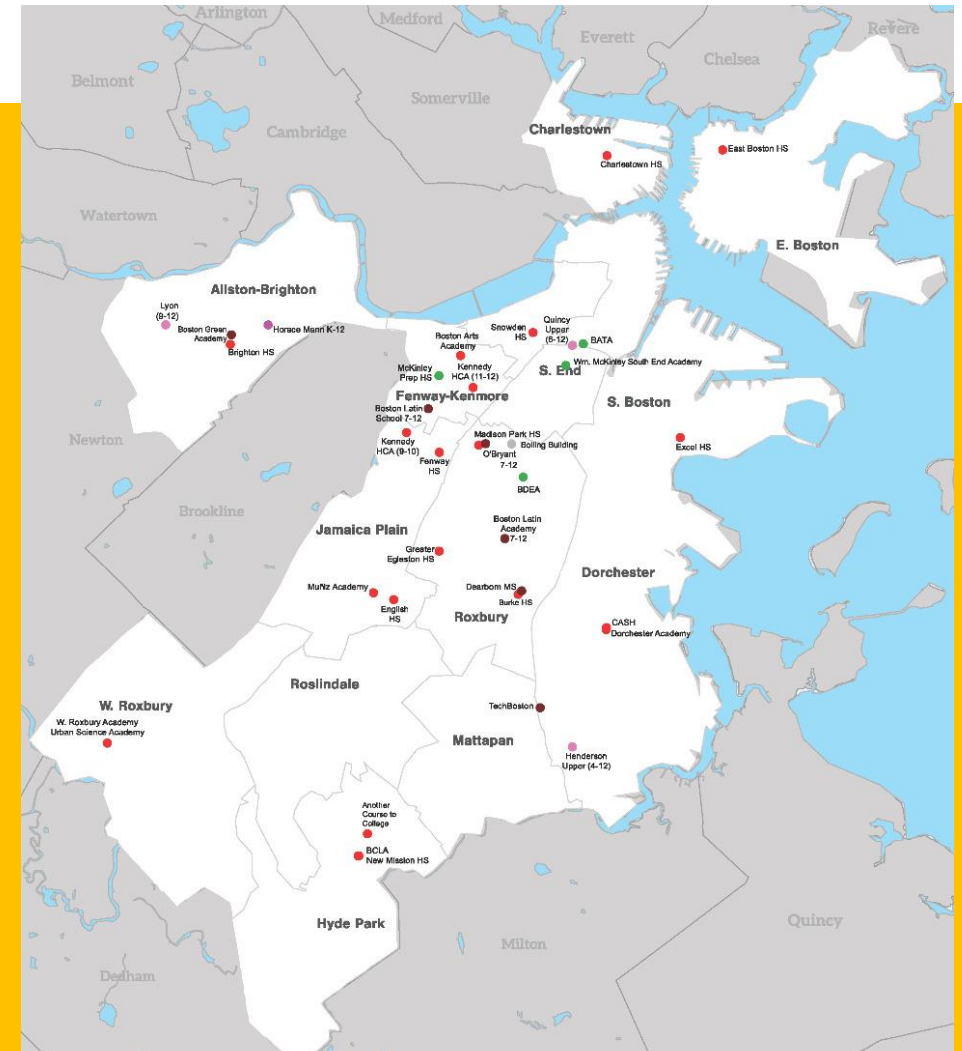 Arlington
Medford
Everett
Revere
Chelsea
Belmont
Somerville
Cambridge
Charlestown
Charlestown HS
East Boston HS
Watertown
E. Boston
Allston-Brighton
Lyon
(9-12)
Boston Green
Academy
Brighton HS
Horace Mann K-12
Snowden
HS
Quincy
Upper
(6-12)
BATA
Boston Arts
Academy
Wm. McKinley South End Academy
McKinley
Prep HS
Kennedy
HCA (11-12)
S. End
Fenway-Kenmore
S. Boston
Boston Latin
School 7-12
Newton
Kennedy
HCA (9-10)
Fenway
HS
Madison Park HS
O'Bryant
7-12
Bolling Building
Excel HS
BDEA
Brookline
Boston Latin
Academy
7-12
Jamaica Plain
Greater
Egleston HS
Dorchester
Muñiz Academy
English
HS
Dearborn MS
Burke HS
Roxbury
CASH
Dorchester Academy
Roslindale
W. Roxbury
W. Roxbury Academy
Urban Science Academy
TechBoston
Mattapan
Henderson
Upper (4-12)
Another
Course to
College
BCLA
New Mission HS
Hyde Park
Quincy
Milton
Dedham